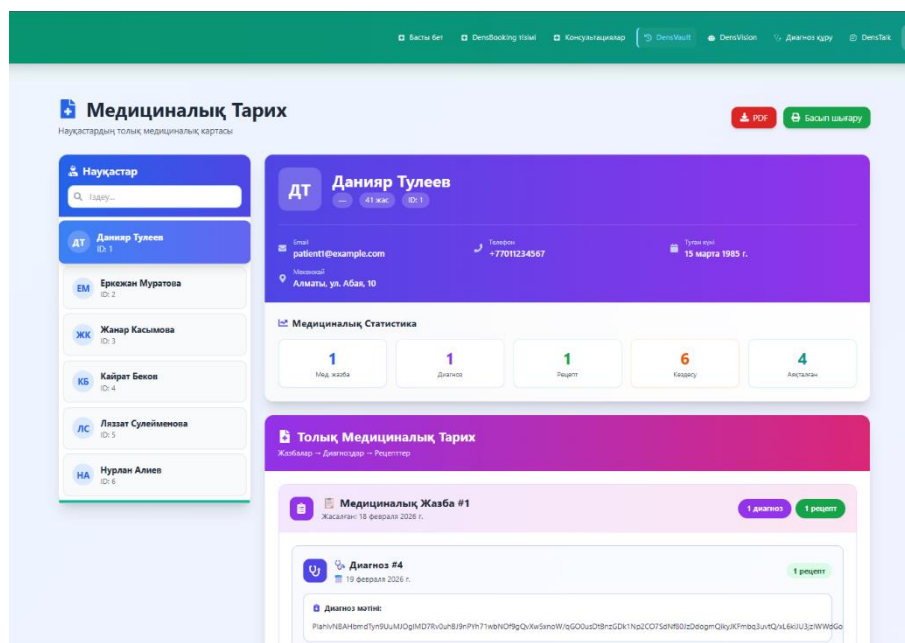 Басты бет DensBooking тізімі Консультациялар DensVault DensVision Диагноз құру DensTalk
Медициналық Тарих
Науқастардың толық медициналық картасы
PDF Басып шығару
Науқастар
Іздеу...
ДТ Данияр Тулеев
ID: 1
ЕМ Еркежан Муратова
ID: 2
ЖК Жанар Касымова
ID: 3
КБ Кайрат Беков
ID: 4
ЛС Ляззат Сулейменова
ID: 5
НА Нурлан Алиев
ID: 6
ДТ Данияр Тулеев
— 41 жас ID: 1
Email
patient1@example.com
Телефон
+77011234567
Туған күні
15 марта 1985 г.
Мекенжай
Алматы, ул. Абая, 10
Медициналық Статистика
1 1 1 6 4
Мед. жазба Диагноз Рецепт Кездесу Аяқталған
Толық Медициналық Тарих
Жазбалар → Диагноздар → Рецепттер
Медициналық Жазба #1
Жасалған: 18 февраля 2026 г.
1 диагноз 1 рецепт
Диагноз #4
19 февраля 2026 г.
1 рецепт
Диагноз мәтіні: